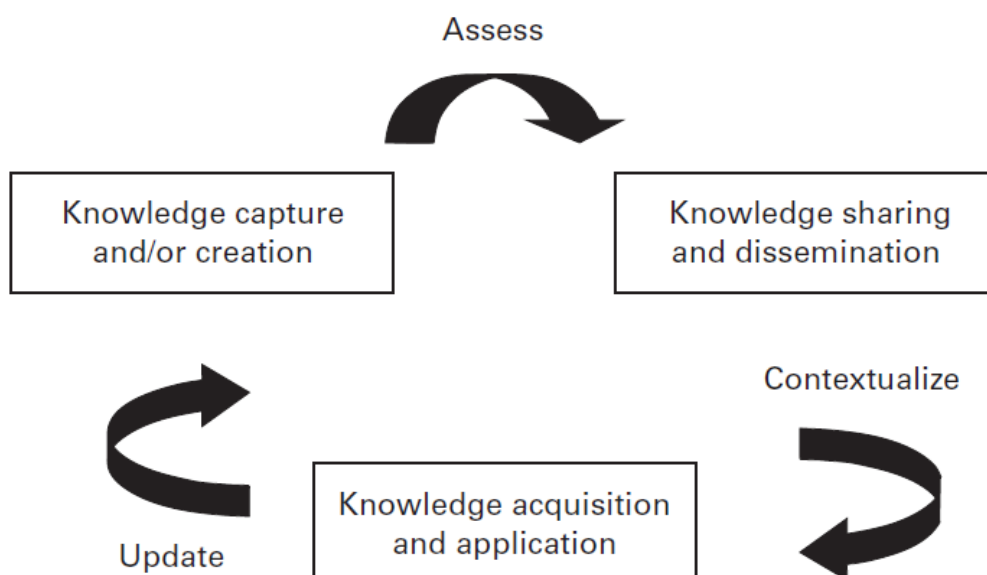 Assess
Knowledge capture
and/or creation
Knowledge sharing
and dissemination
Contextualize
Knowledge acquisition
and application
Update